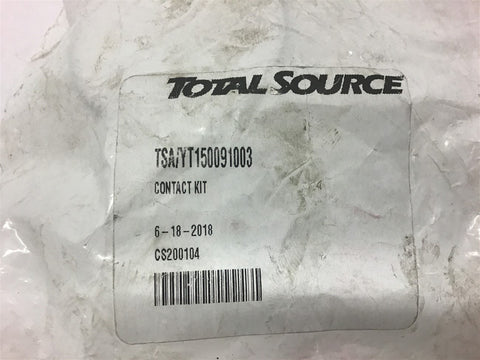 TOTAL SOURCE
TSA/YT150091003
CONTACT KIT
6-18-2018
CS200104